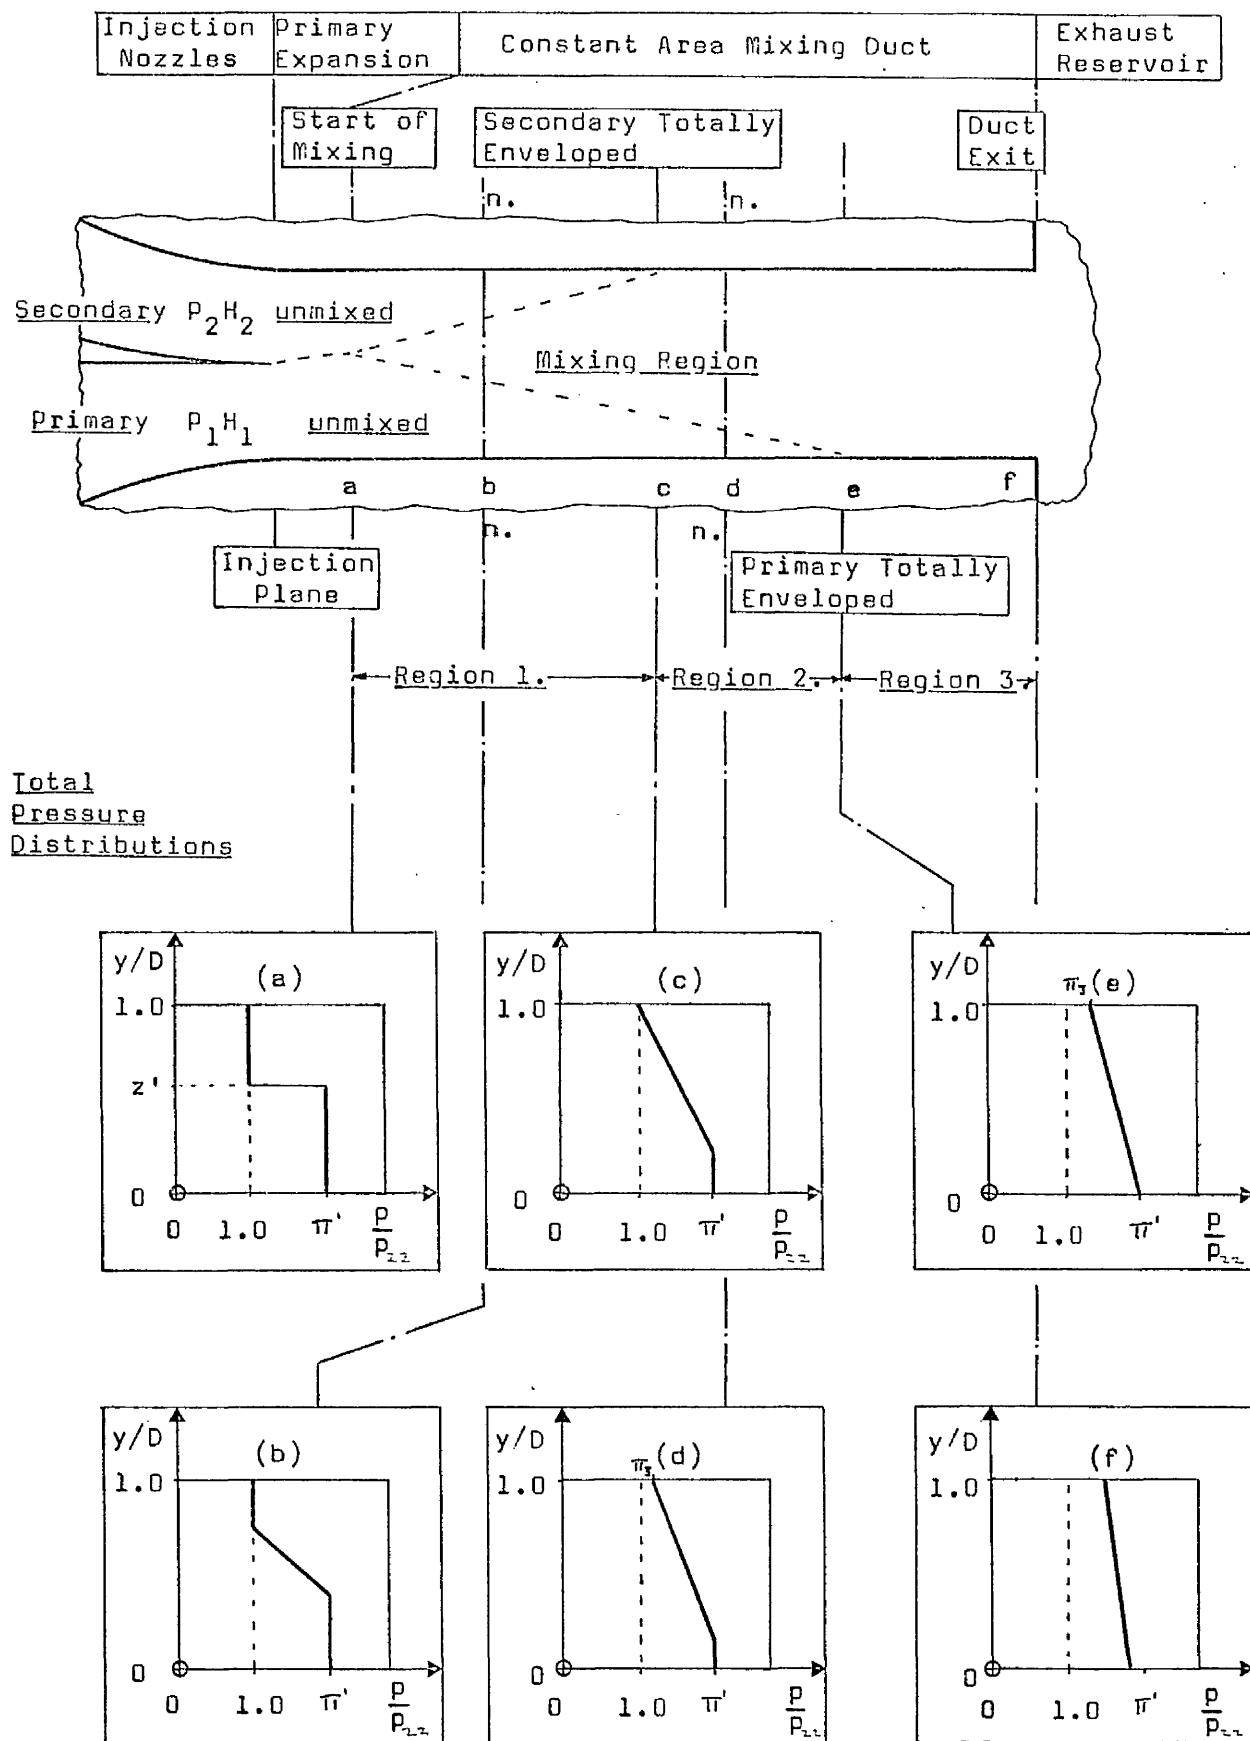 Injection Nozzles
Primary Expansion
Constant Area Mixing Duct
Exhaust Reservoir
Start of Mixing
Secondary Totally Enveloped
Duct Exit
n.
n.
Secondary P₂H₂ unmixed
Mixing Region
Primary P₁H₁ unmixed
a b c d e f
n.
n.
Injection Plane
Primary Totally Enveloped
Region 1.
Region 2.
Region 3.
Total
Pressure
Distributions
y/D
(a)
1.0
z'
0
0 1.0 π' P/P₂₂
y/D
(c)
1.0
0
0 1.0 π' P/P₂₂
y/D
π₃(e)
1.0
0
0 1.0 π' P/P₂₂
y/D
(b)
1.0
0
0 1.0 π' P/P₂₂
y/D
π₃(d)
1.0
0
0 1.0 π' P/P₂₂
y/D
(f)
1.0
0
0 1.0 π' P/P₂₂